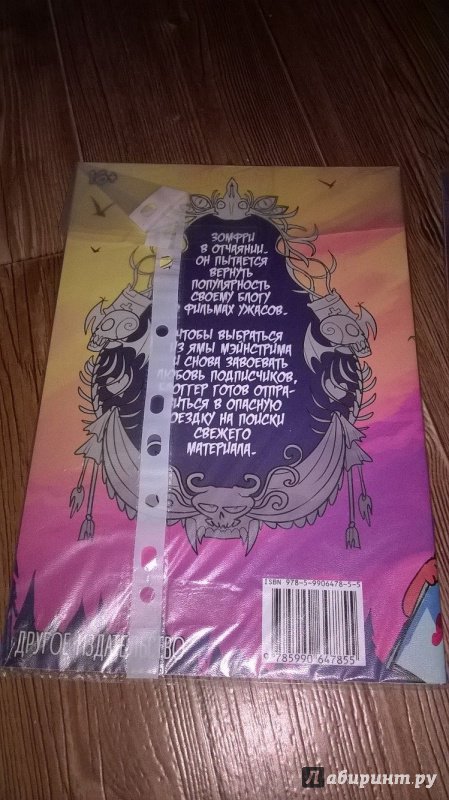 ЗОМФРИ
В ОТЧАЯНИИ.
ОН ПЫТАЕТСЯ
ВЕРНУТЬ
ПОПУЛЯРНОСТЬ
СВОЕМУ БЛОГУ
ФИЛЬМАХ УЖАСОВ.
ЧТОБЫ ВЫБРАТЬСЯ
ИЗ ЯМЫ МЭЙНСТРИМА
И СНОВА ЗАВОЕВАТЬ
ЛЮБОВЬ ПОДПИСЧИКОВ,
БЛОГГЕР ГОТОВ ОТПРА-
ВИТЬСЯ В ОПАСНУЮ
ПОЕЗДКУ НА ПОИСКИ
СВЕЖЕГО
МАТЕРИАЛА.
ISBN 978-5-9906478-5-5
9 785990 647855
ДРУГОЕ ИЗДАТЕЛЬСТВО
Лабиринт.ру